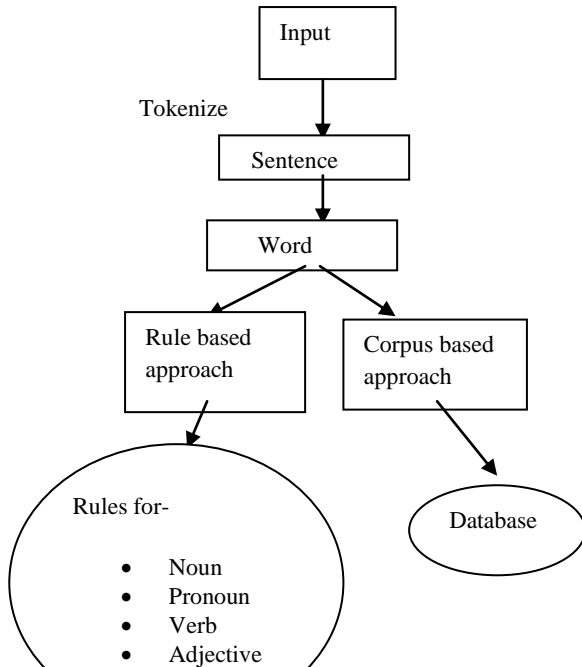 Input
Tokenize
Sentence
Word
Rule based
approach
Corpus based
approach
Rules for-
• Noun
• Pronoun
• Verb
• Adjective
Database